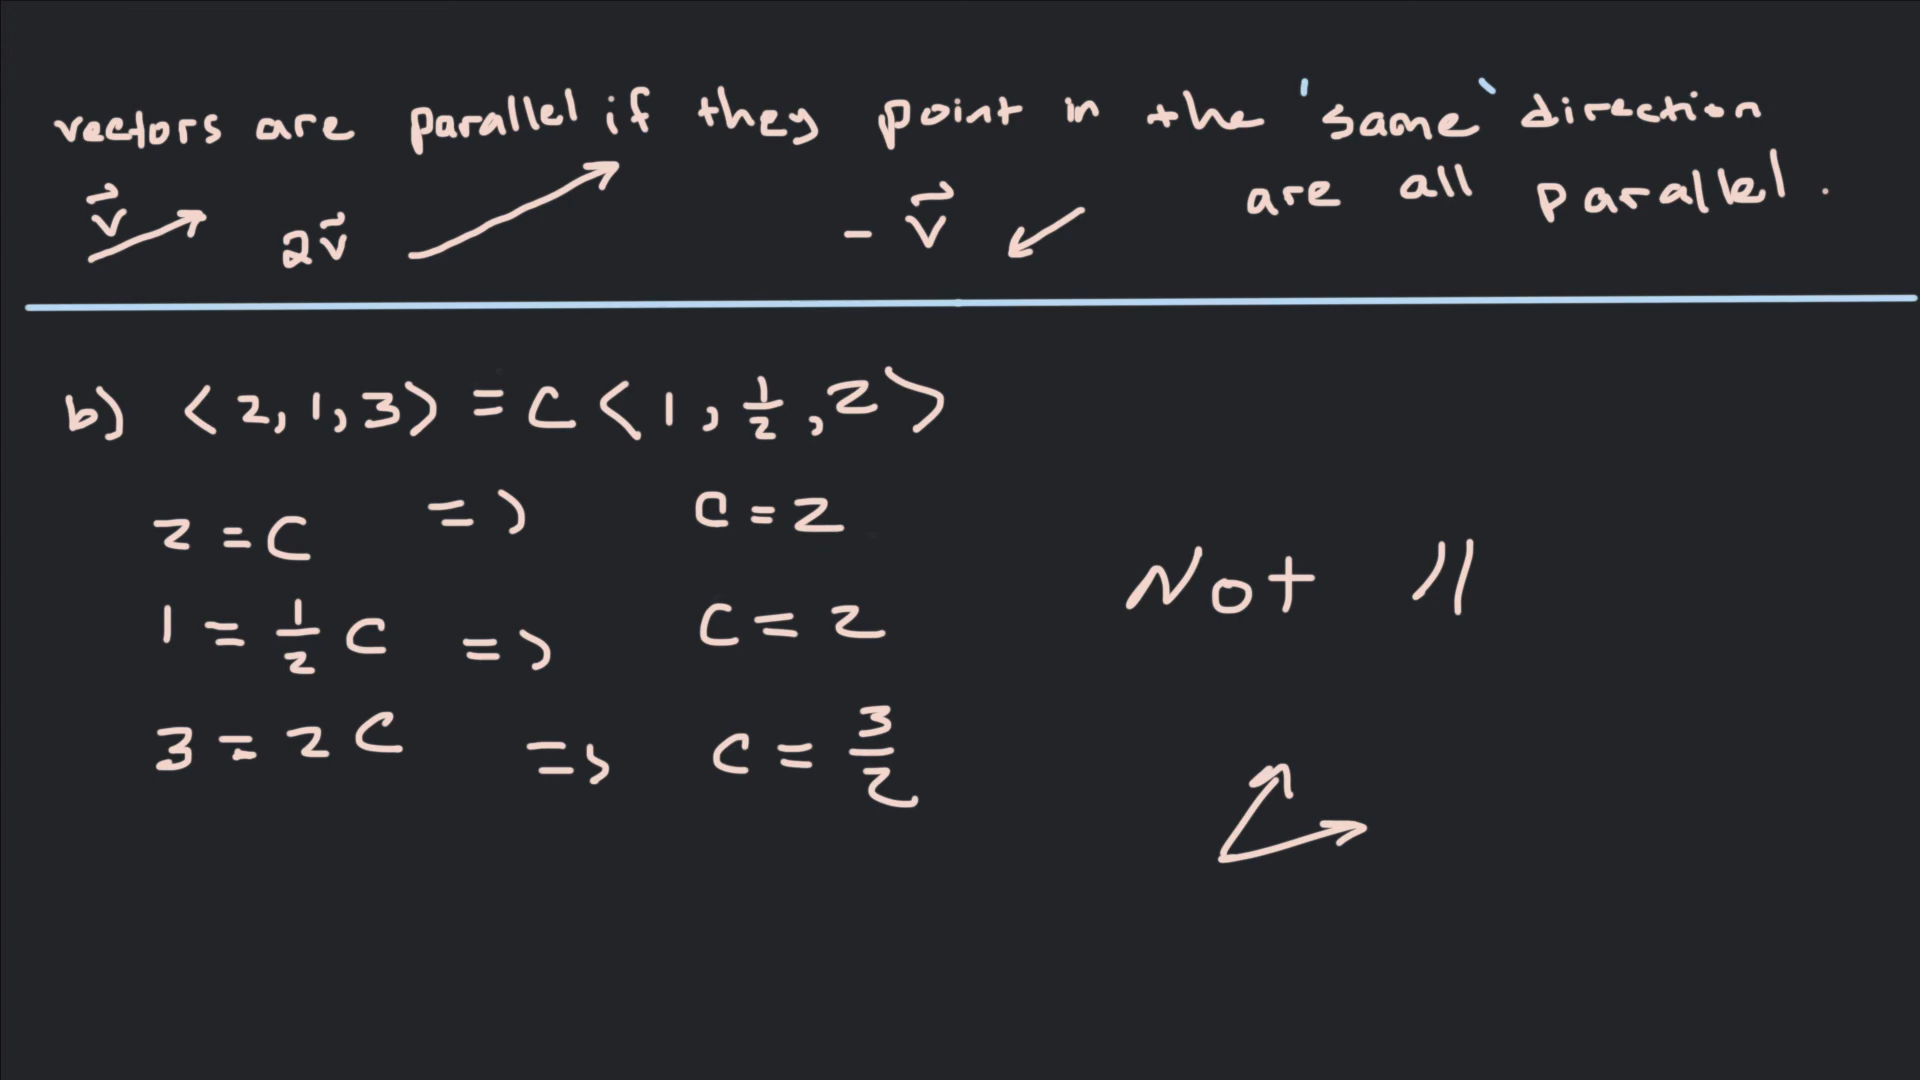 vectors are parallel if they point in the 'same' direction
v⃗ 2v⃗ - v⃗ are all parallel.
b) ⟨2, 1, 3⟩ = C⟨1, 1/2, 2⟩
2 = C => C = 2
1 = 1/2 C => C = 2
Not //
3 = 2C => C = 3/2